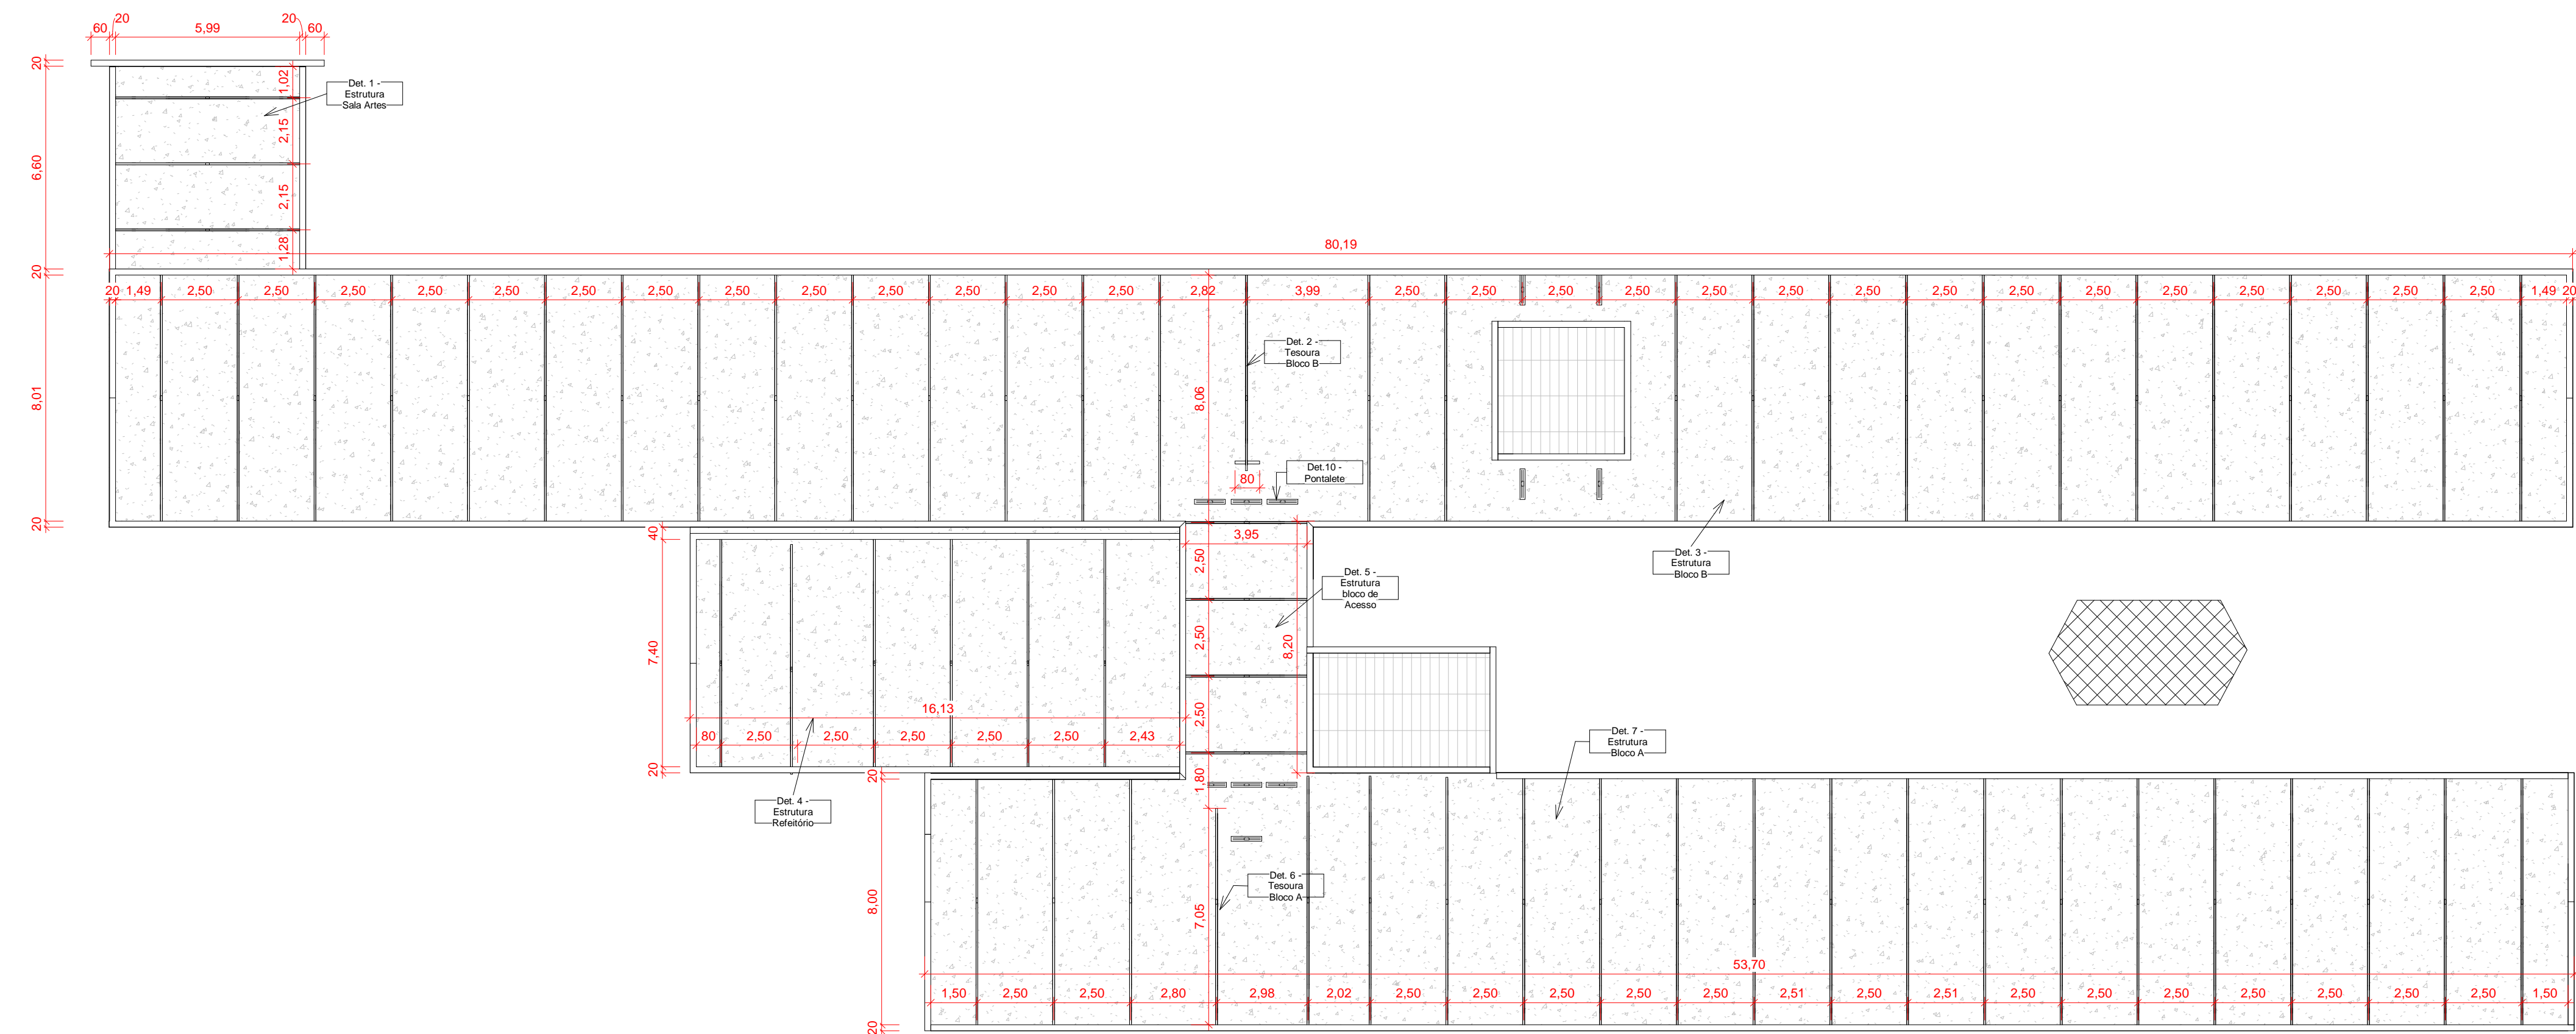 60 20 5,99 20 60
20
1,02
Det. 1 -
Estrutura
Sala Artes
2,15
6,60
2,15
1,28
80,19
20
20 1,49 2,50 2,50 2,50 2,50 2,50 2,50 2,50 2,50 2,50 2,50 2,50 2,50 2,50 2,82 3,99 2,50 2,50 2,50 2,50 2,50 2,50 2,50 2,50 2,50 2,50 2,50 2,50 2,50 2,50 2,50 1,49 20
Det. 2 -
Tesoura
Bloco B
8,01
8,06
Det.10 -
Pontalete
80
20
40
3,95
2,50
Det. 3 -
Estrutura
Bloco B
Det. 5 -
Estrutura
bloco de
Acesso
7,40
2,50
8,20
16,13
2,50
80 2,50 2,50 2,50 2,50 2,50 2,43
Det. 7 -
Estrutura
Bloco A
20
20
1,80
Det. 4 -
Estrutura
Refeitório
Det. 6 -
Tesoura
Bloco A
8,00
7,05
53,70
1,50 2,50 2,50 2,80 2,98 2,02 2,50 2,50 2,50 2,50 2,50 2,51 2,50 2,51 2,50 2,50 2,50 2,50 2,50 2,50 2,50 1,50
20